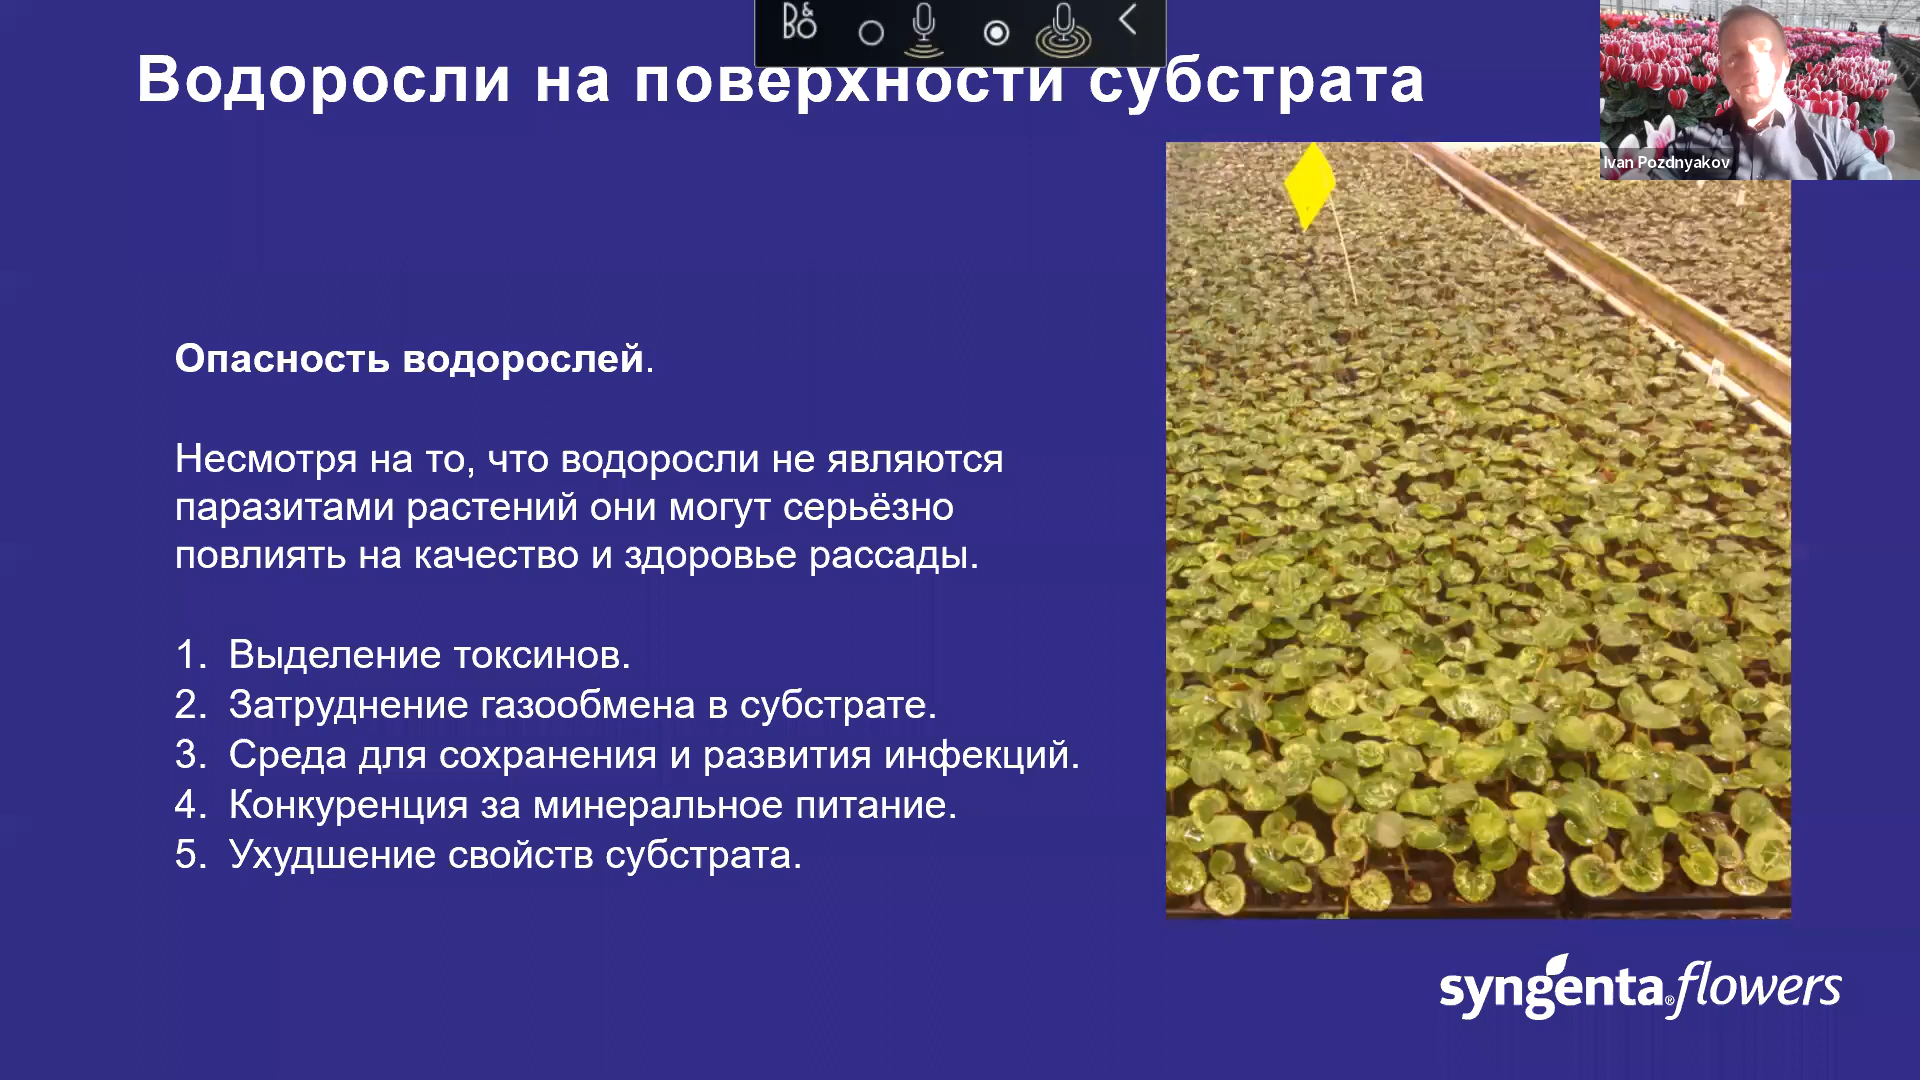 B&O
Водоросли на поверхности субстрата
Ivan Pozdnyakov
Опасность водорослей.
Несмотря на то, что водоросли не являются
паразитами растений они могут серьёзно
повлиять на качество и здоровье рассады.
1. Выделение токсинов.
2. Затруднение газообмена в субстрате.
3. Среда для сохранения и развития инфекций.
4. Конкуренция за минеральное питание.
5. Ухудшение свойств субстрата.
syngenta® flowers